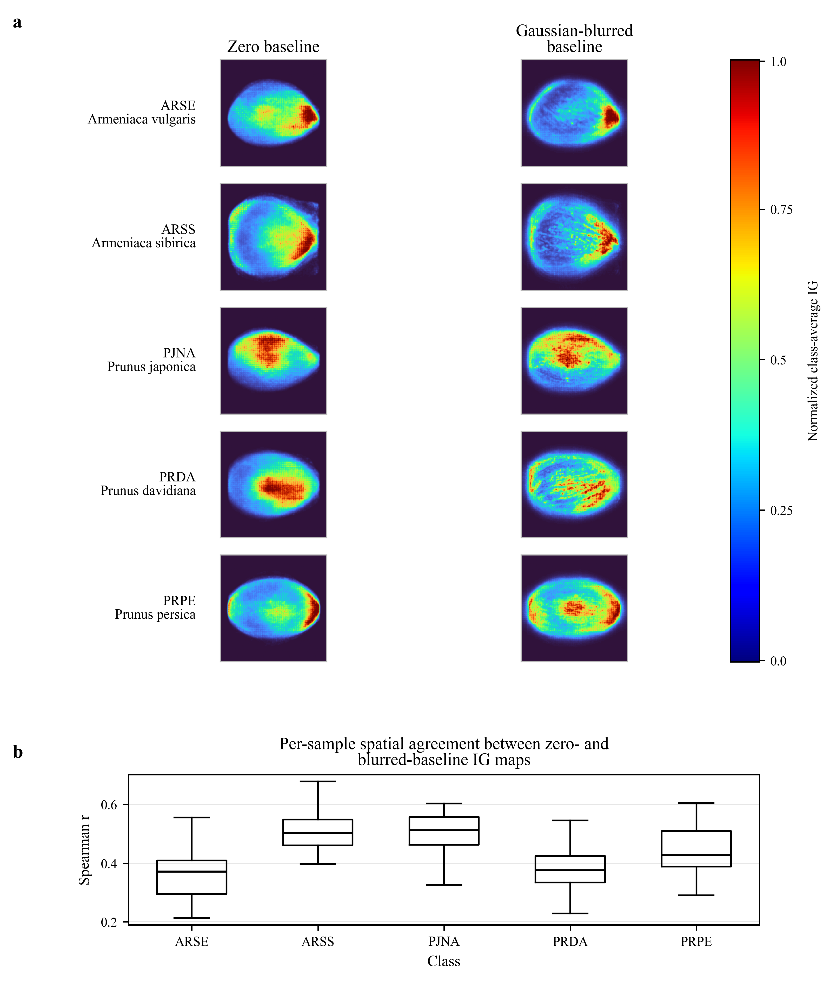 a
Zero baseline
Gaussian-blurred
baseline
ARSE
Armeniaca vulgaris
ARSS
Armeniaca sibirica
PJNA
Prunus japonica
PRDA
Prunus davidiana
PRPE
Prunus persica
1.0
0.75
0.5
0.25
0.0
Normalized class-average IG
b
Per-sample spatial agreement between zero- and
blurred-baseline IG maps
Spearman r
0.6
0.4
0.2
ARSE
ARSS
PJNA
PRDA
PRPE
Class